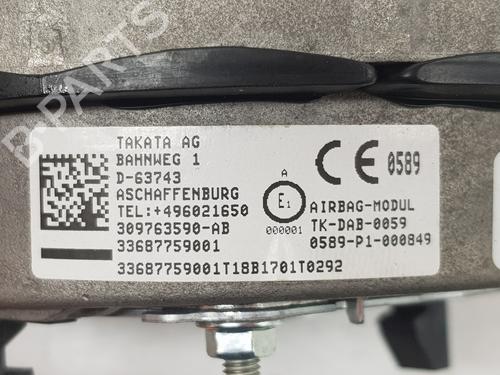 B-PARTS
TAKATA AG
BAHNWEG 1
D-63743
ASCHAFFENBURG
TEL:+496021650
309763590-AB
33687759001
33687759001T18B1701T0292
A
E1
000001
CE 0589
AIRBAG-MODUL
TK-DAB-0059
0589-P1-000849